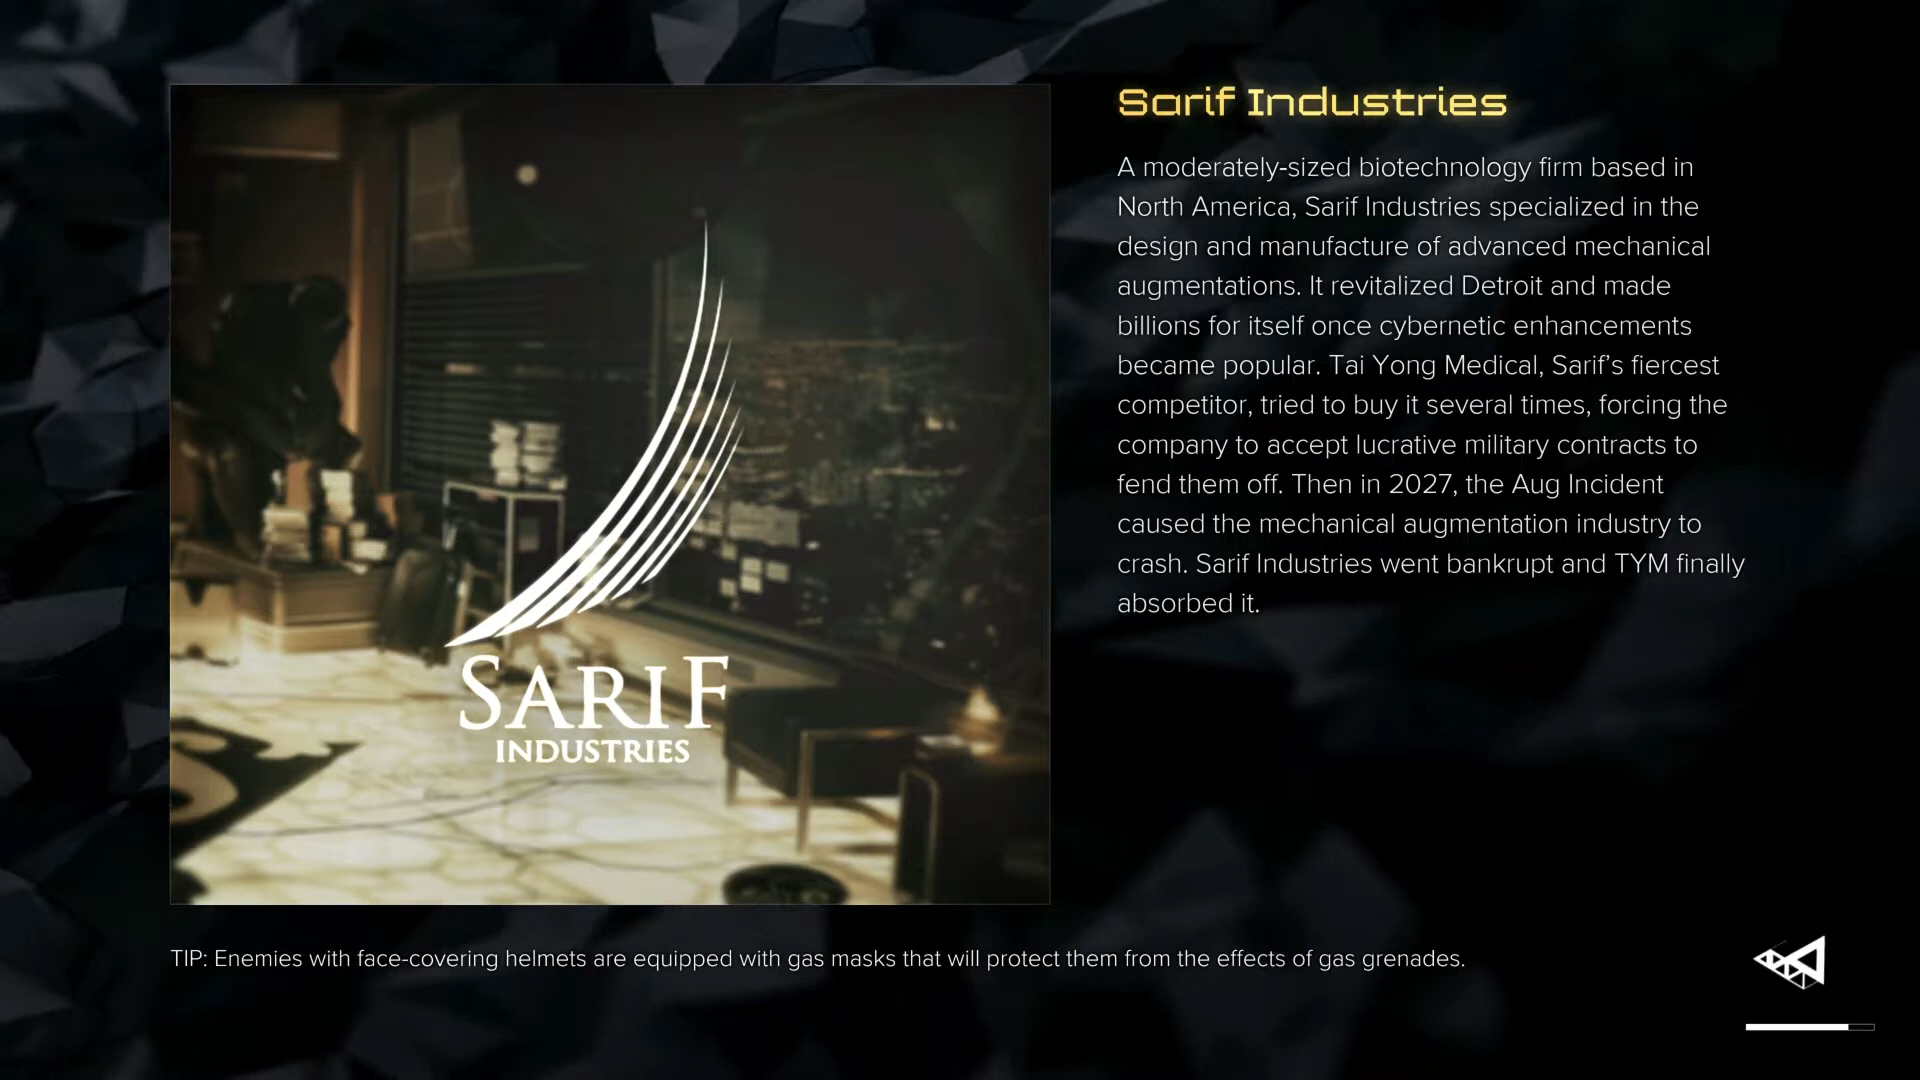 Sarif Industries
A moderately-sized biotechnology firm based in
North America, Sarif Industries specialized in the
design and manufacture of advanced mechanical
augmentations. It revitalized Detroit and made
billions for itself once cybernetic enhancements
became popular. Tai Yong Medical, Sarif’s fiercest
competitor, tried to buy it several times, forcing the
company to accept lucrative military contracts to
fend them off. Then in 2027, the Aug Incident
caused the mechanical augmentation industry to
crash. Sarif Industries went bankrupt and TYM finally
absorbed it.
SARIF
INDUSTRIES
TIP: Enemies with face-covering helmets are equipped with gas masks that will protect them from the effects of gas grenades.